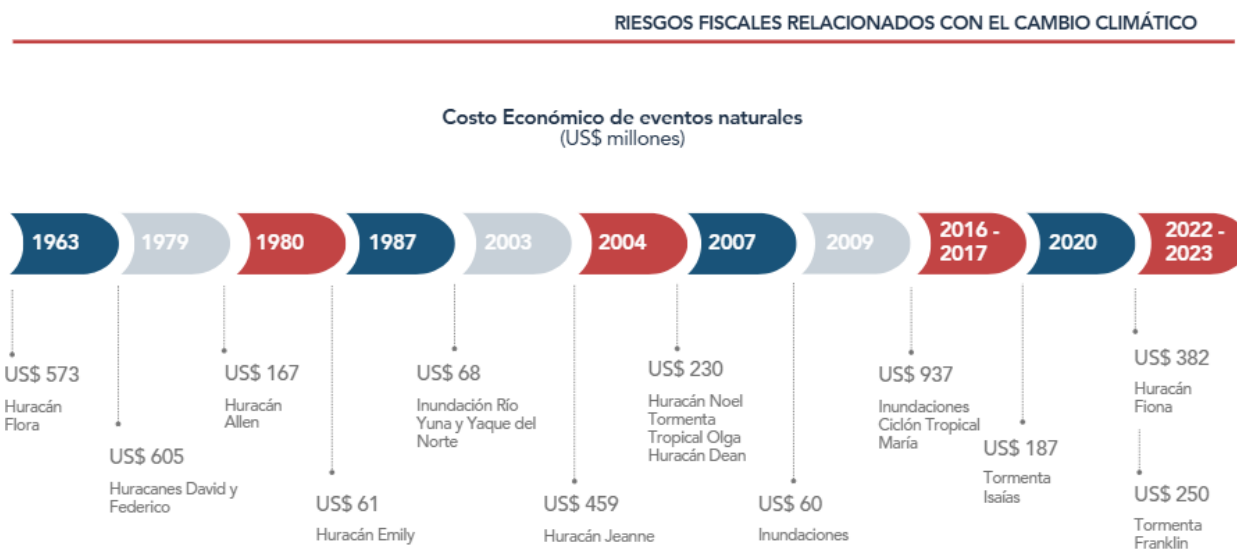 RIESGOS FISCALES RELACIONADOS CON EL CAMBIO CLIMÁTICO
Costo Económico de eventos naturales
(US$ millones)
1963
1979
1980
1987
2003
2004
2007
2009
2016 -
2017
2020
2022 -
2023
US$ 573
Huracán
Flora
US$ 605
Huracanes David y
Federico
US$ 167
Huracán
Allen
US$ 61
Huracán Emily
US$ 68
Inundación Río
Yuna y Yaque del
Norte
US$ 459
Huracán Jeanne
US$ 230
Huracán Noel
Tormenta
Tropical Olga
Huracán Dean
US$ 60
Inundaciones
US$ 937
Inundaciones
Ciclón Tropical
María
US$ 187
Tormenta
Isaías
US$ 382
Huracán
Fiona
US$ 250
Tormenta
Franklin